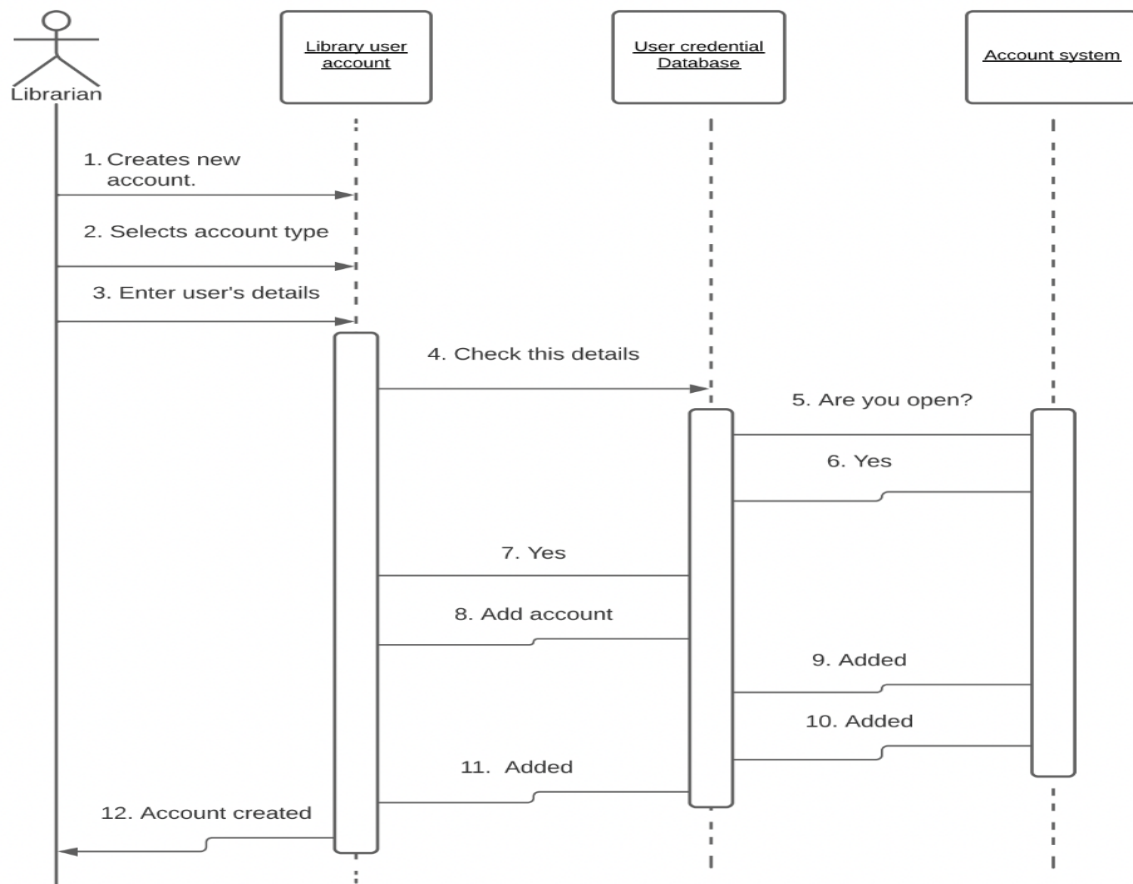 Librarian
Library user
account
User credential
Database
Account system
1. Creates new
account.
2. Selects account type
3. Enter user's details
4. Check this details
5. Are you open?
6. Yes
7. Yes
8. Add account
9. Added
10. Added
11. Added
12. Account created